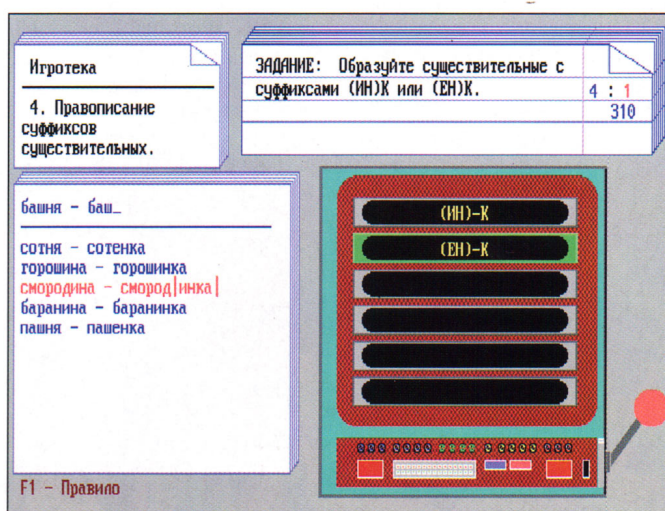 Игротека
4. Правописание
суффиксов
существительных.
ЗАДАНИЕ: Образуйте существительные с
суффиксами (ИН)К или (ЕН)К.
4 : 1
310
башня - баш_
сотня - сотенка
горошина - горошинка
смородина - смород|инка|
баранина - баранинка
пашня - пашенка
(ИН)-К
(ЕН)-К
F1 - Правило